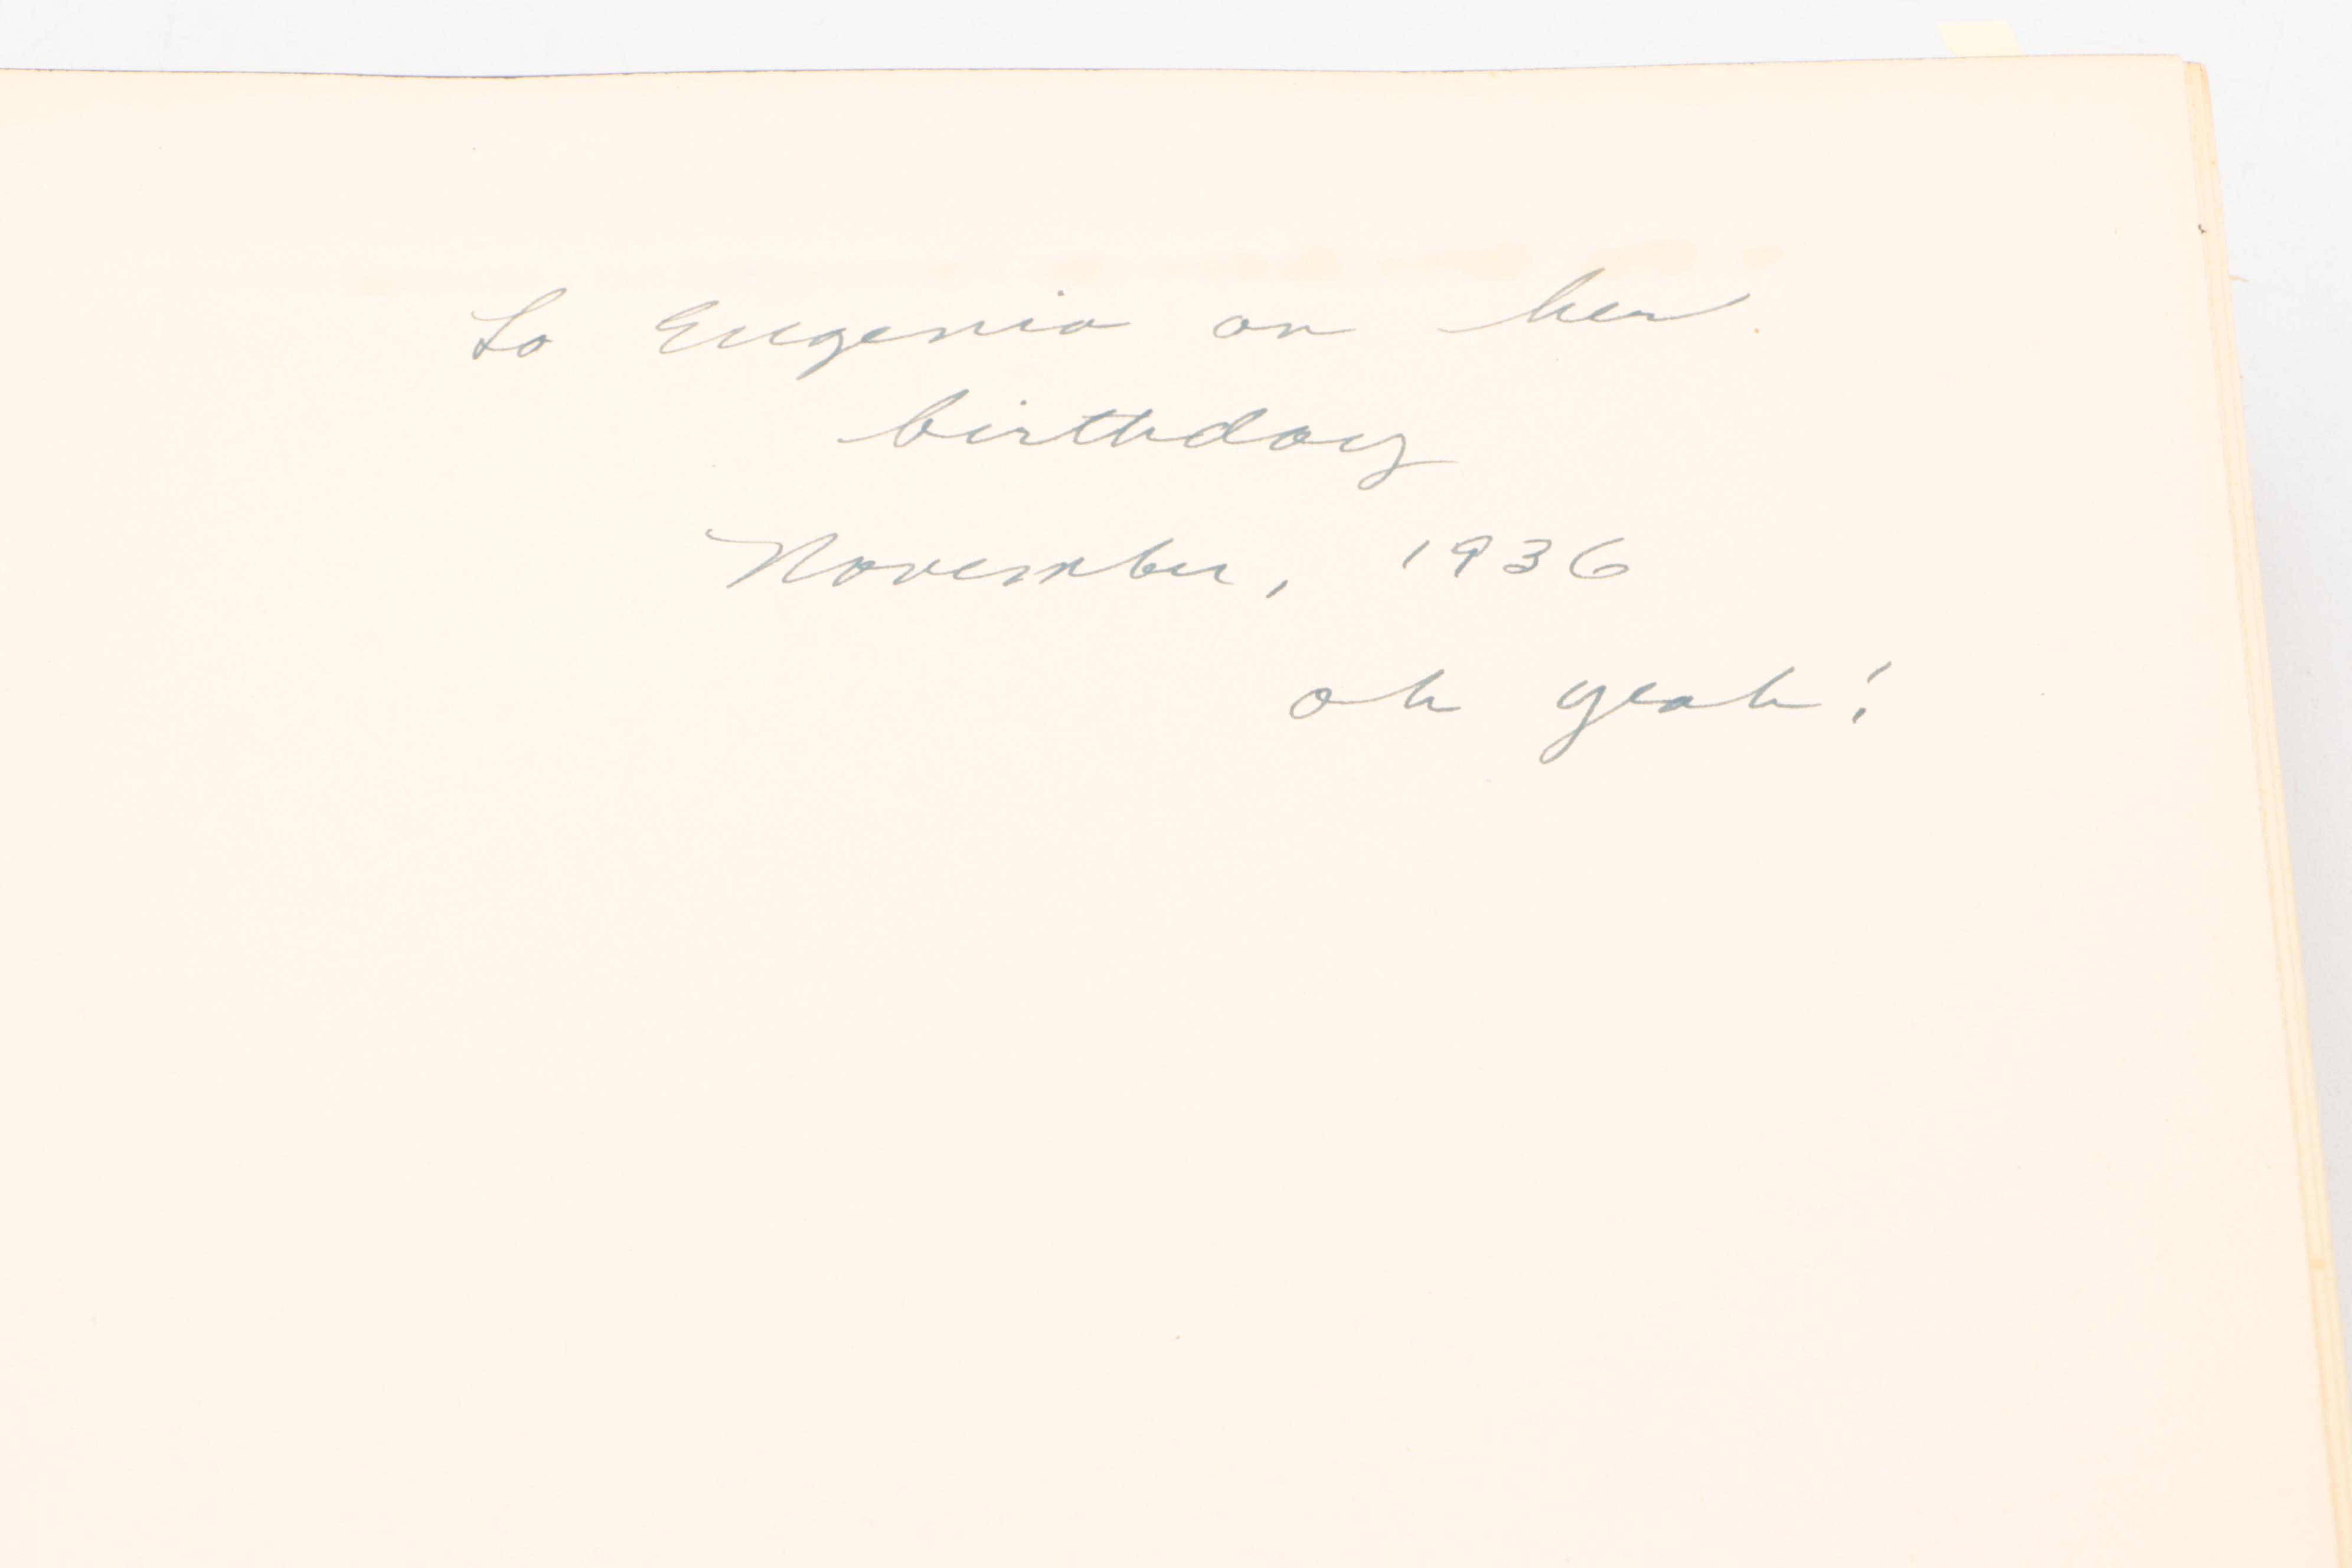 To Eugenia on her
birthday
November, 1936
oh yeah!